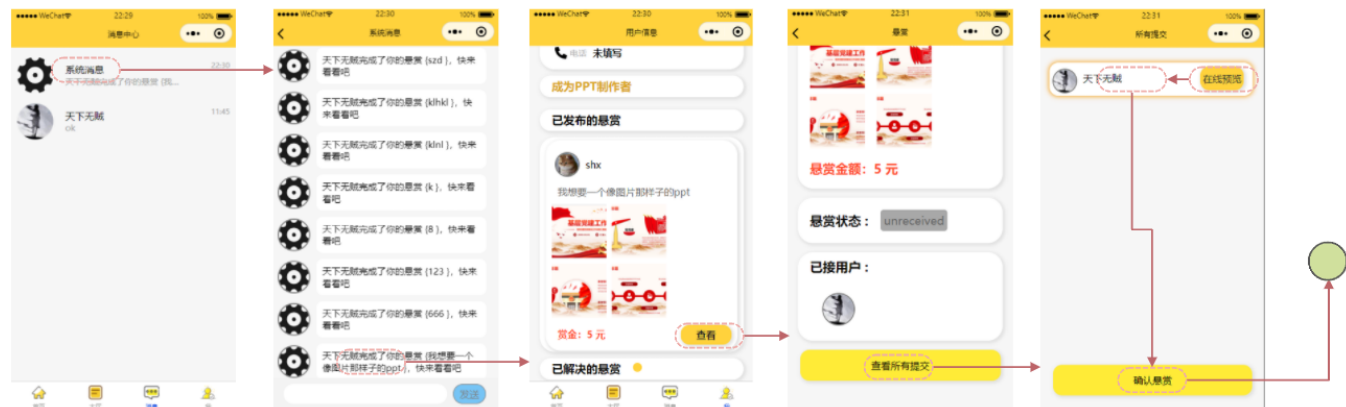 WeChat 22:29 100%
消息中心
系统消息 22:30
天下无贼完成了你的悬赏 {我...
天下无贼 11:45
ok
WeChat 22:30 100%
系统消息
天下无贼完成了你的悬赏 {szd }，快来
看看吧
天下无贼完成了你的悬赏 {klhkl }，快
来看看吧
天下无贼完成了你的悬赏 {klnl }，快来
看看吧
天下无贼完成了你的悬赏 {k }，快来看
看吧
天下无贼完成了你的悬赏 {8 }，快来看
看吧
天下无贼完成了你的悬赏 {123 }，快来
看看吧
天下无贼完成了你的悬赏 {666 }，快来
看看吧
天下无贼完成了你的悬赏 {我想要一个
像图片那样子的ppt }，快来看看吧
发送
WeChat 22:30 100%
用户信息
电话 未填写
成为PPT制作者
已发布的悬赏
shx
我想要一个像图片那样子的ppt
基层党建工作
赏金：5 元
查看
已解决的悬赏
WeChat 22:31 100%
悬赏
基层党建工作
悬赏金额：5 元
悬赏状态： unreceived
已接用户：
查看所有提交
WeChat 22:31 100%
所有提交
天下无贼 在线预览
确认悬赏